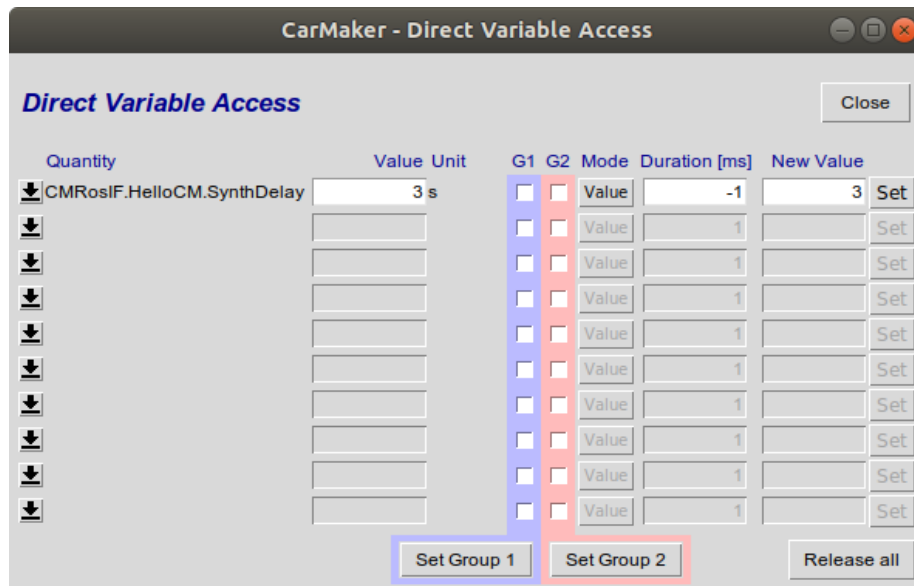 CarMaker - Direct Variable Access
Direct Variable Access
Close
Quantity Value Unit G1 G2 Mode Duration [ms] New Value
CMRosIF.HelloCM.SynthDelay 3 s Value -1 3 Set
Value 1 Set
Value 1 Set
Value 1 Set
Value 1 Set
Value 1 Set
Value 1 Set
Value 1 Set
Value 1 Set
Value 1 Set
Set Group 1 Set Group 2 Release all